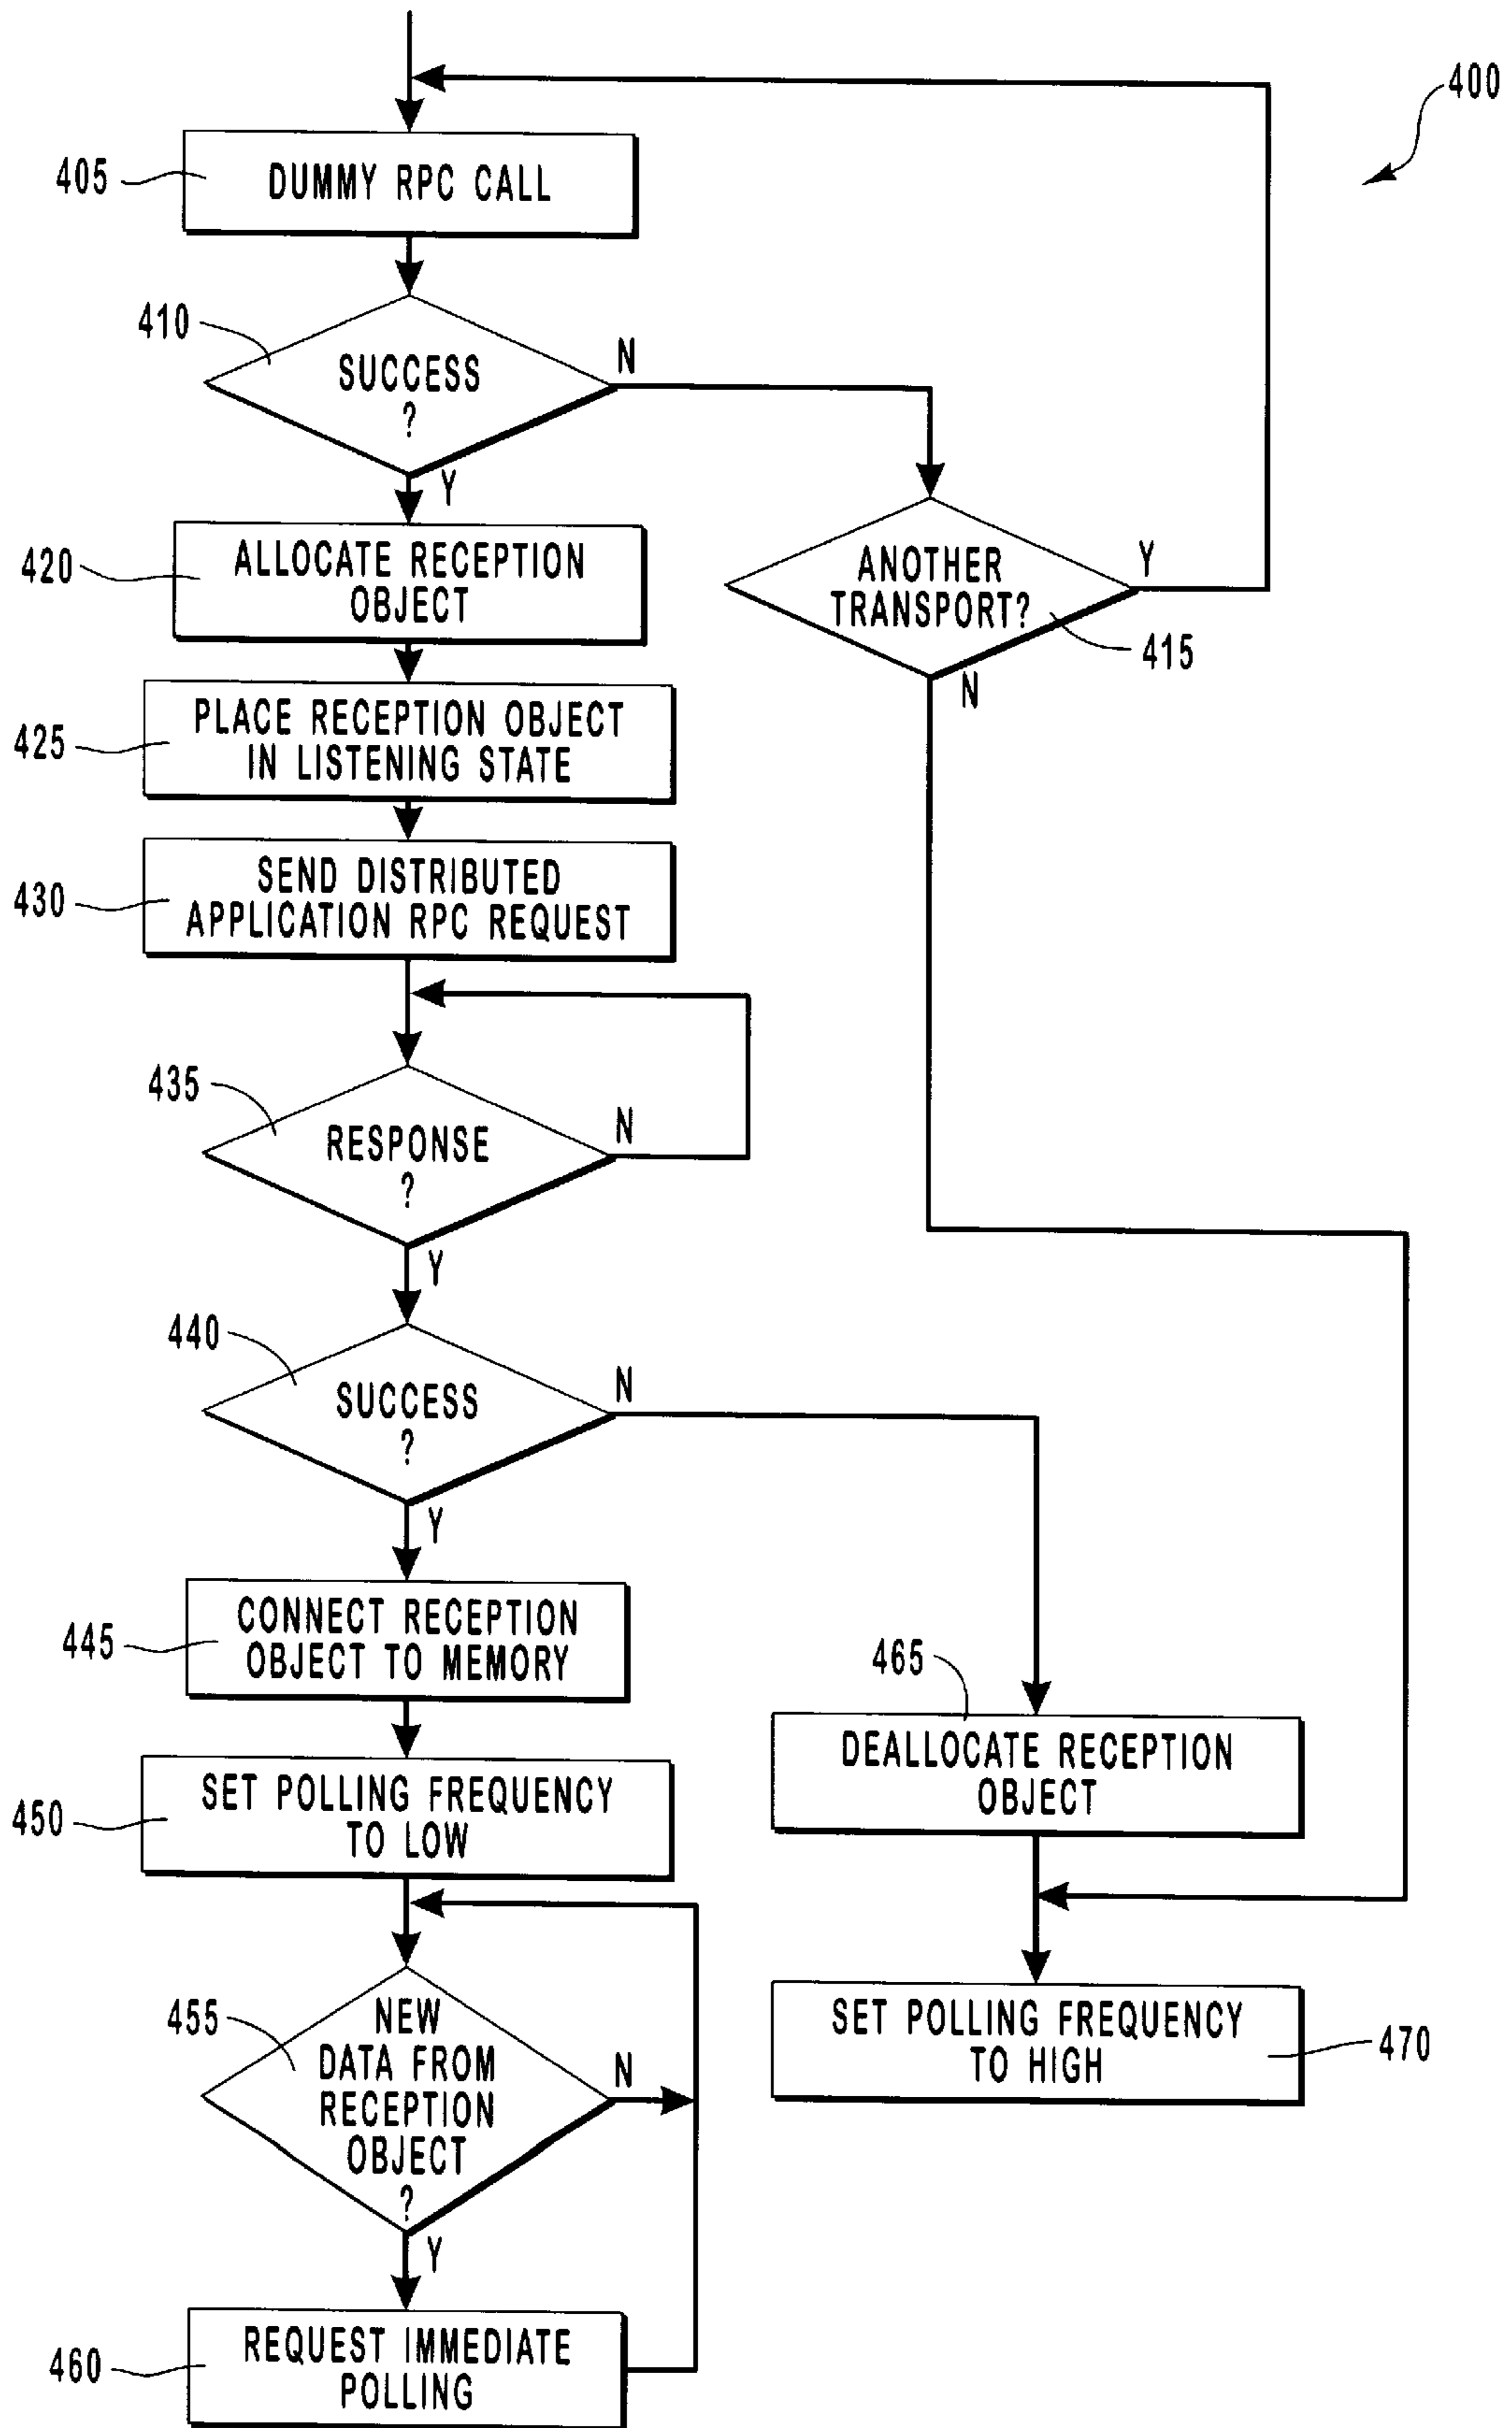 400
405
DUMMY RPC CALL
410
SUCCESS
?
N
Y
420
ALLOCATE RECEPTION
OBJECT
ANOTHER
TRANSPORT?
Y
415
N
425
PLACE RECEPTION OBJECT
IN LISTENING STATE
430
SEND DISTRIBUTED
APPLICATION RPC REQUEST
435
RESPONSE
?
N
Y
440
SUCCESS
?
N
Y
445
CONNECT RECEPTION
OBJECT TO MEMORY
465
DEALLOCATE RECEPTION
OBJECT
450
SET POLLING FREQUENCY
TO LOW
455
NEW
DATA FROM
RECEPTION
OBJECT
?
N
Y
SET POLLING FREQUENCY
TO HIGH
470
460
REQUEST IMMEDIATE
POLLING